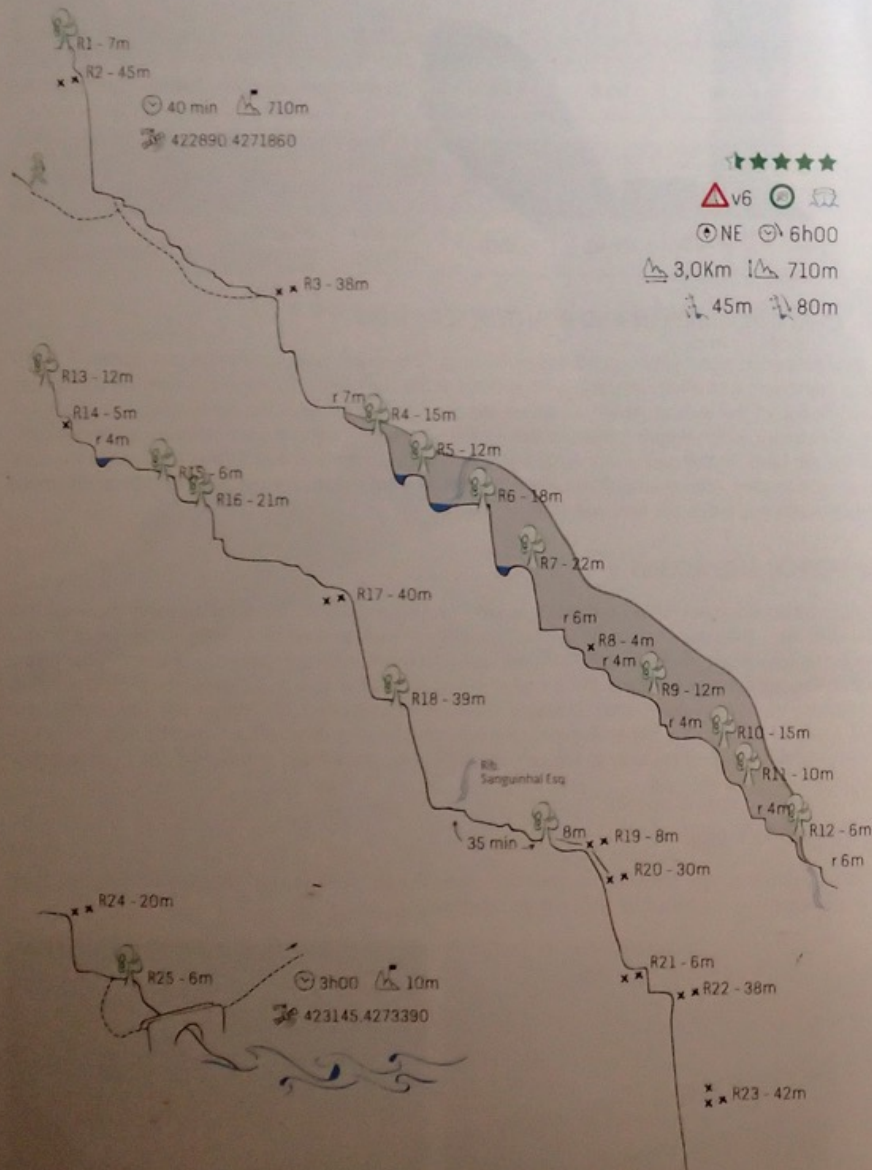 R1 - 7m
R2 - 45m
40 min 710m
422890.4271860
v6
NE 6h00
3,0Km 710m
45m 80m
R3 - 38m
r 7m
R4 - 15m
R5 - 12m
R6 - 18m
R7 - 22m
r 6m
R8 - 4m
r 4m
R9 - 12m
r 4m
R10 - 15m
R11 - 10m
r 4m
R12 - 6m
r 6m
R13 - 12m
R14 - 5m
r 4m
R15 - 6m
R16 - 21m
R17 - 40m
R18 - 39m
Rib.
Sanguinhal Esq.
35 min
8m
R19 - 8m
R20 - 30m
R21 - 6m
R22 - 38m
R23 - 42m
R24 - 20m
R25 - 6m
3h00 10m
423145.4273390